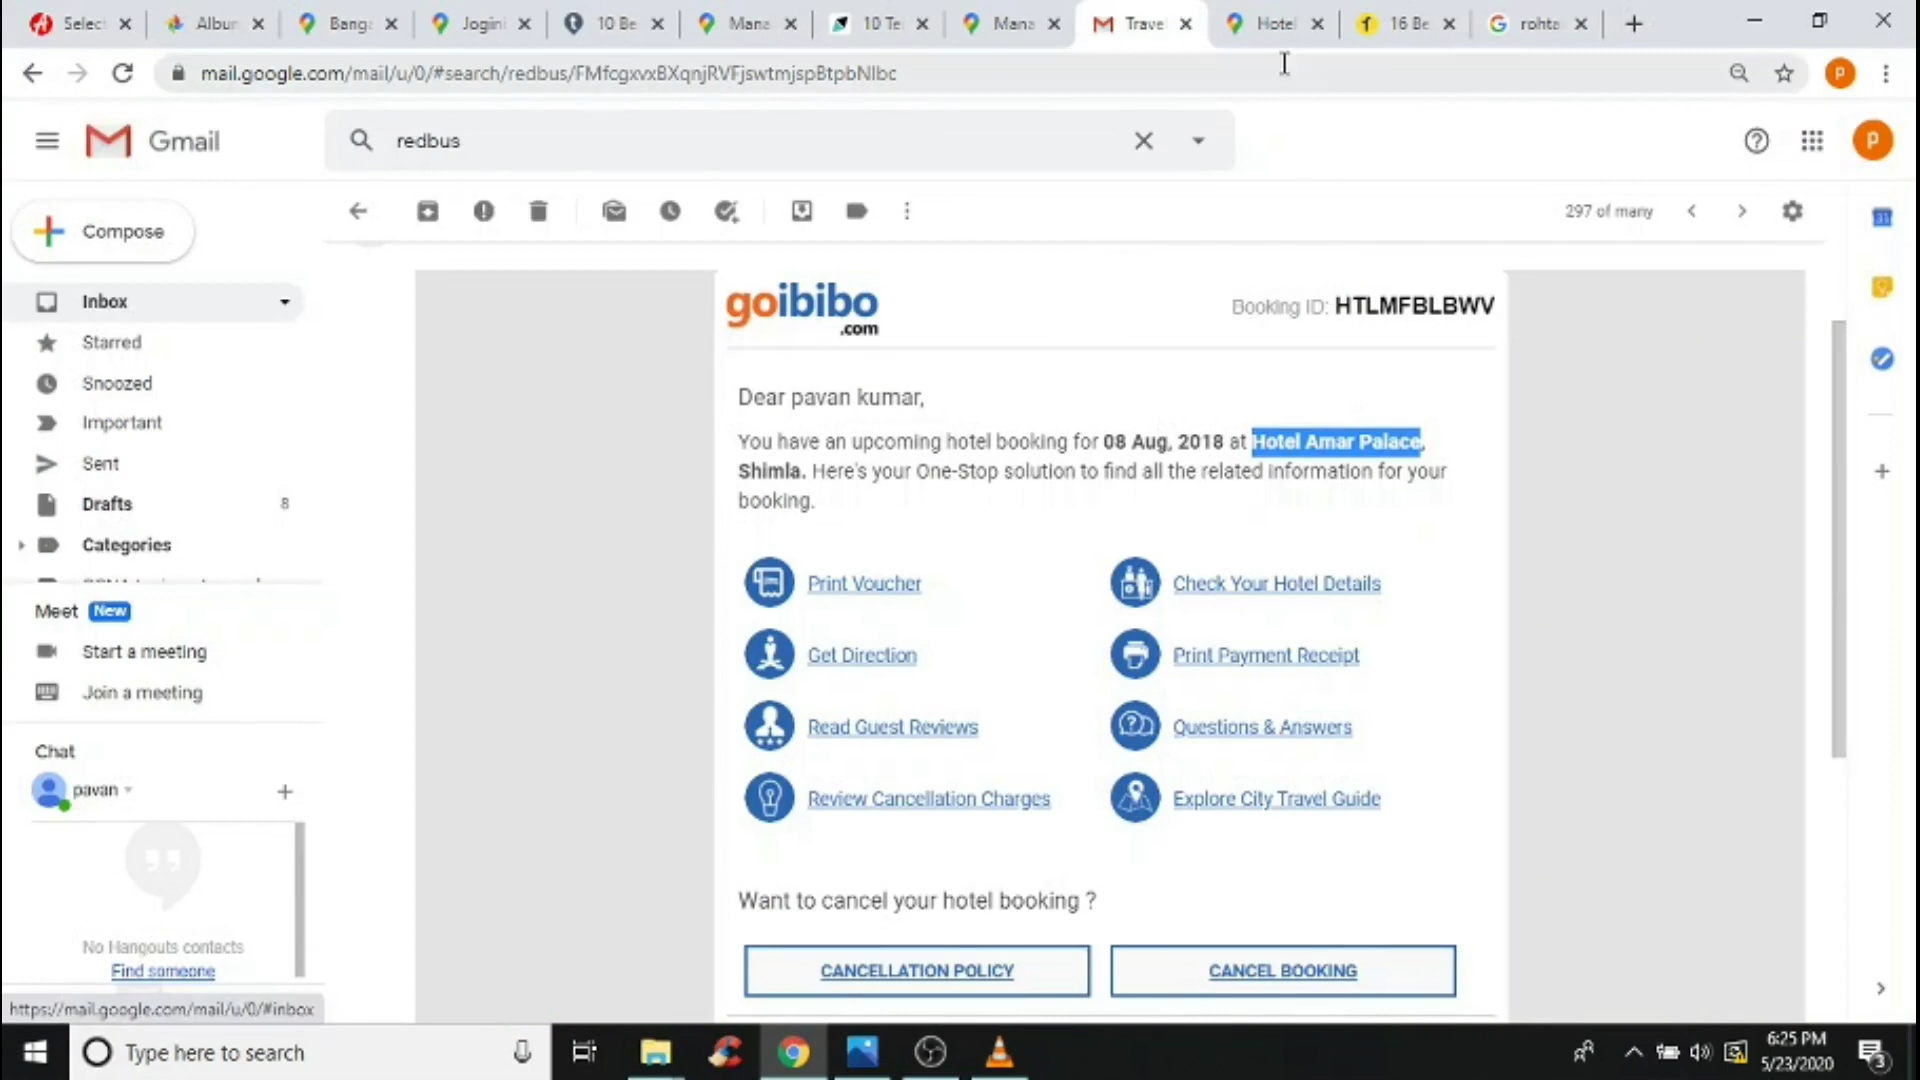 Select
Albur
Bang
Jogini
10 Be
Mana
10 Te
Mana
Travel
Hotel
16 Be
rohta
mail.google.com/mail/u/0/#search/redbus/FMfcgxvxBXqnjRVFjswtmjspBtpbNlbc
P
Gmail
redbus
P
Compose
297 of many
Inbox
Starred
Snoozed
Important
Sent
Drafts 8
Categories
Meet New
Start a meeting
Join a meeting
Chat
pavan
No Hangouts contacts
Find someone
https://mail.google.com/mail/u/0/#inbox
31
goibibo
.com
Booking ID: HTLMFBLBWV
Dear pavan kumar,
You have an upcoming hotel booking for 08 Aug, 2018 at Hotel Amar Palace,
Shimla. Here's your One-Stop solution to find all the related information for your
booking.
Print Voucher
Check Your Hotel Details
Get Direction
Print Payment Receipt
Read Guest Reviews
Questions & Answers
Review Cancellation Charges
Explore City Travel Guide
Want to cancel your hotel booking ?
CANCELLATION POLICY
CANCEL BOOKING
Type here to search
6:25 PM
5/23/2020
3